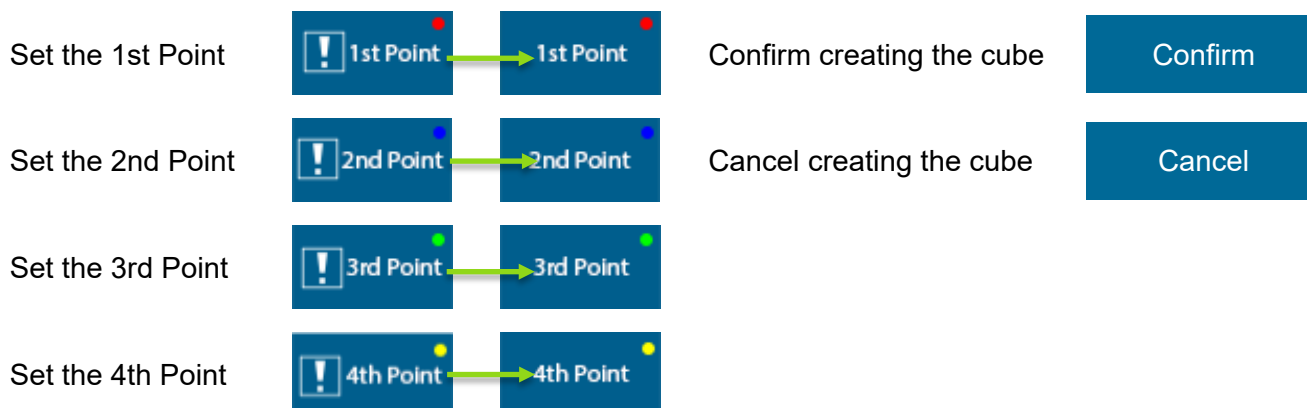 Set the 1st Point
! 1st Point
1st Point
Confirm creating the cube
Confirm
Set the 2nd Point
! 2nd Point
2nd Point
Cancel creating the cube
Cancel
Set the 3rd Point
! 3rd Point
3rd Point
Set the 4th Point
! 4th Point
4th Point